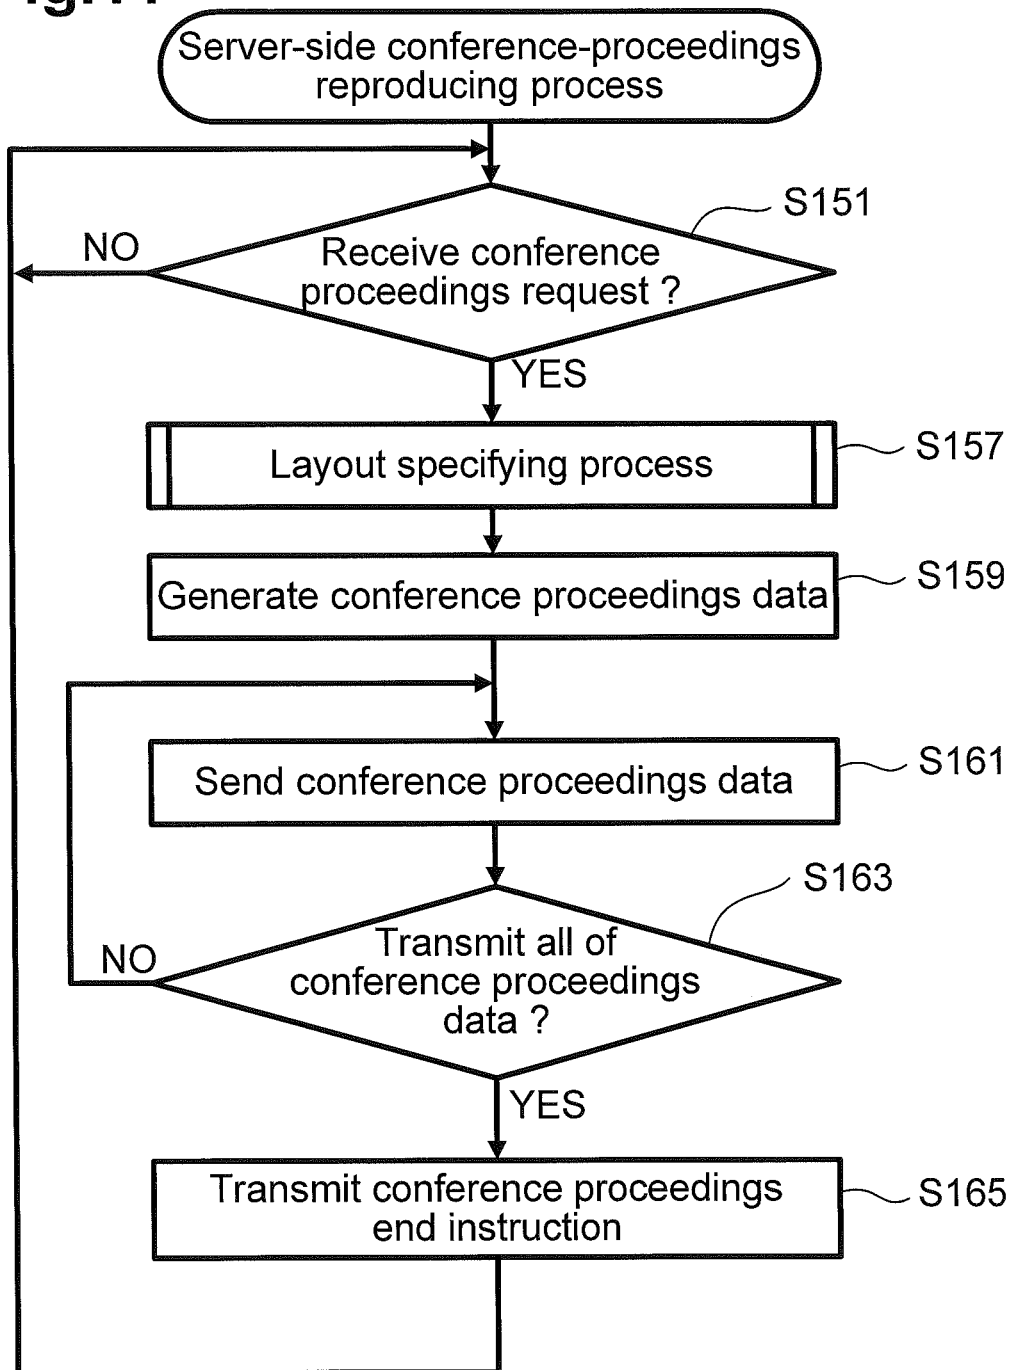 Server-side conference-proceedings
reproducing process
S151
NO
Receive conference
proceedings request ?
YES
S157
Layout specifying process
S159
Generate conference proceedings data
S161
Send conference proceedings data
S163
NO
Transmit all of
conference proceedings
data ?
YES
S165
Transmit conference proceedings
end instruction